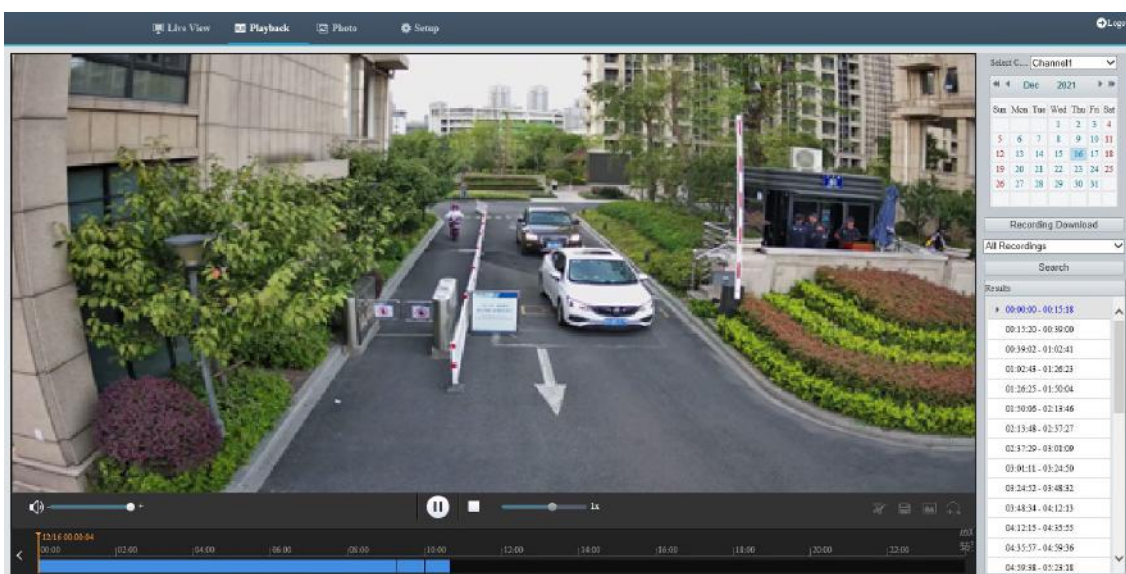 Live View Playback Photo Setup
Select C... Channel1
Dec 2021
Sun Mon Tue Wed Thu Fri Sat
1 2 3 4
5 6 7 8 9 10 11
12 13 14 15 16 17 18
19 20 21 22 23 24 25
26 27 28 29 30 31
Recording Download
All Recordings
Search
Results
00:00:00 - 00:15:18
00:15:20 - 00:39:00
00:39:02 - 01:02:41
01:02:43 - 01:26:23
01:26:25 - 01:50:04
01:50:06 - 02:13:46
02:13:48 - 02:37:27
02:37:29 - 03:01:09
03:01:11 - 03:24:50
03:24:52 - 03:48:32
03:48:34 - 04:12:13
04:12:15 - 04:35:55
04:35:57 - 04:59:36
04:59:38 - 05:23:18
1x
12/16 00:00:04
00:00 02:00 04:00 06:00 08:00 10:00 12:00 14:00 16:00 18:00 20:00 22:00